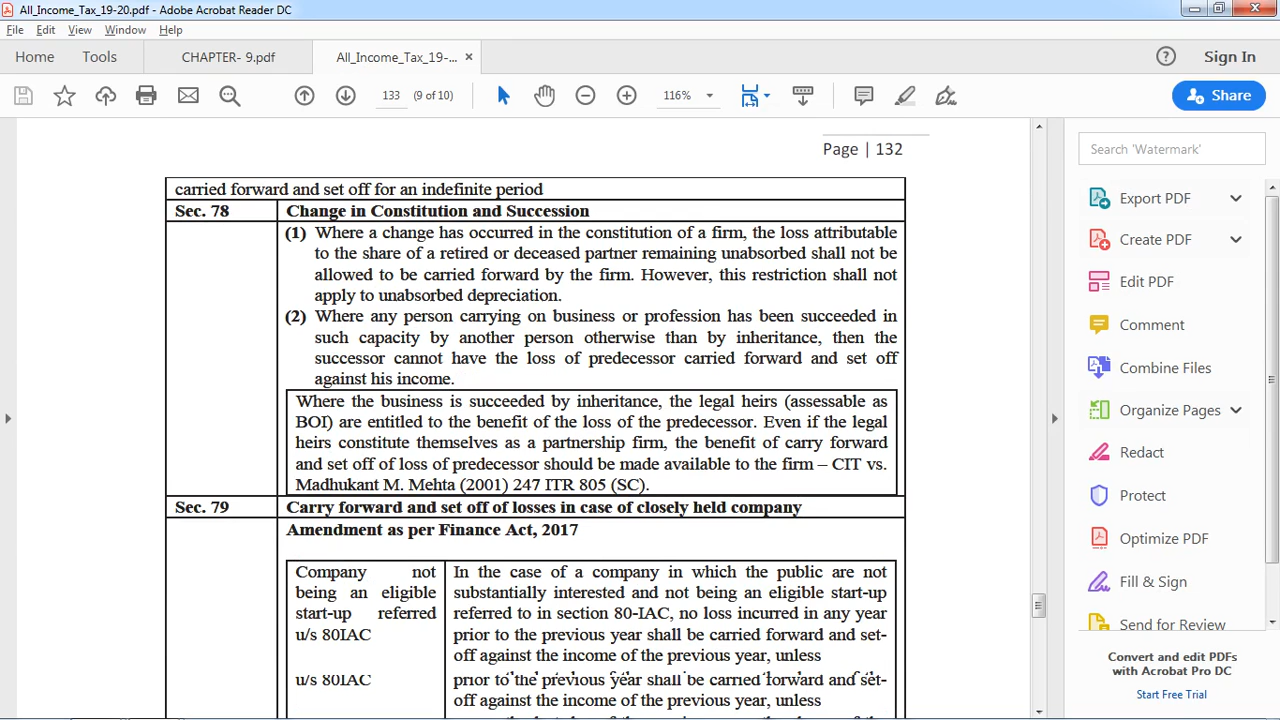 All_Income_Tax_19-20.pdf - Adobe Acrobat Reader DC
File Edit View Window Help
Home Tools CHAPTER- 9.pdf All_Income_Tax_19-... × Sign In
133 (9 of 10) 116% Share
Page | 132
carried forward and set off for an indefinite period
Sec. 78 Change in Constitution and Succession
(1) Where a change has occurred in the constitution of a firm, the loss attributable
to the share of a retired or deceased partner remaining unabsorbed shall not be
allowed to be carried forward by the firm. However, this restriction shall not
apply to unabsorbed depreciation.
(2) Where any person carrying on business or profession has been succeeded in
such capacity by another person otherwise than by inheritance, then the
successor cannot have the loss of predecessor carried forward and set off
against his income.
Where the business is succeeded by inheritance, the legal heirs (assessable as
BOI) are entitled to the benefit of the loss of the predecessor. Even if the legal
heirs constitute themselves as a partnership firm, the benefit of carry forward
and set off of loss of predecessor should be made available to the firm – CIT vs.
Madhukant M. Mehta (2001) 247 ITR 805 (SC).
Sec. 79 Carry forward and set off of losses in case of closely held company
Amendment as per Finance Act, 2017
Company not In the case of a company in which the public are not
being an eligible substantially interested and not being an eligible start-up
start-up referred referred to in section 80-IAC, no loss incurred in any year
u/s 80IAC prior to the previous year shall be carried forward and set-
off against the income of the previous year, unless
u/s 80IAC prior to the previous year shall be carried forward and set-
off against the income of the previous year, unless
Search 'Watermark'
Export PDF
Create PDF
Edit PDF
Comment
Combine Files
Organize Pages
Redact
Protect
Optimize PDF
Fill & Sign
Send for Review
Convert and edit PDFs
with Acrobat Pro DC
Start Free Trial